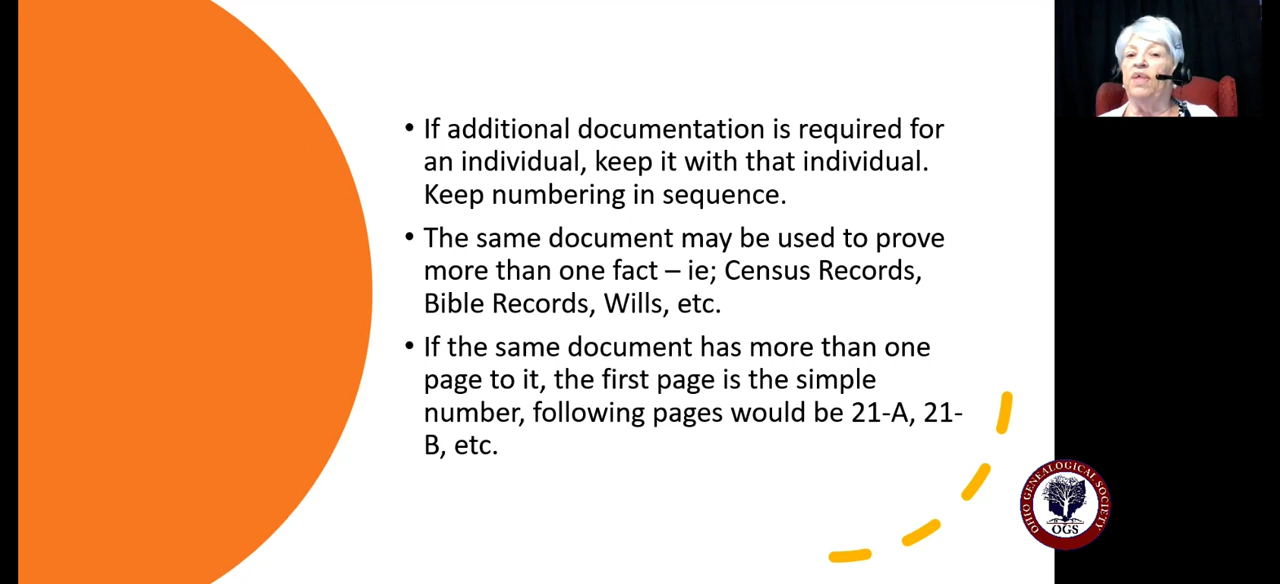 • If additional documentation is required for
an individual, keep it with that individual.
Keep numbering in sequence.
• The same document may be used to prove
more than one fact – ie; Census Records,
Bible Records, Wills, etc.
• If the same document has more than one
page to it, the first page is the simple
number, following pages would be 21-A, 21-
B, etc.
OHIO GENEALOGICAL SOCIETY
OGS